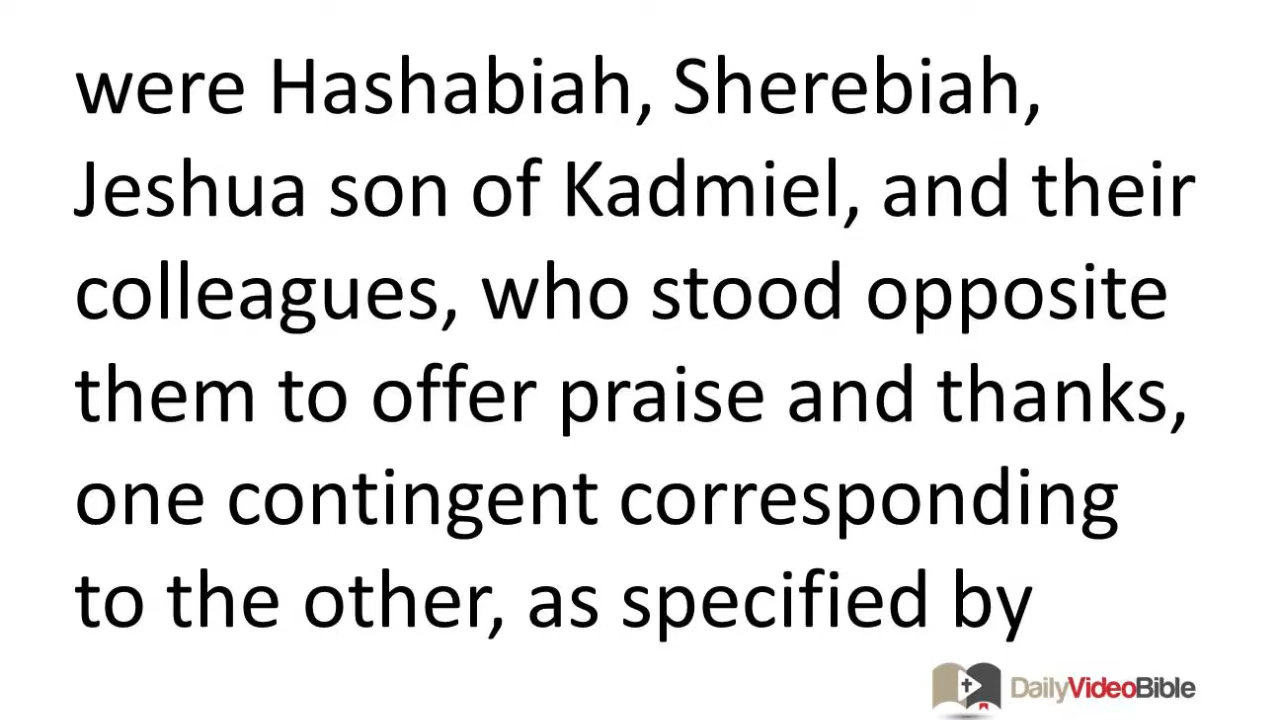 were Hashabiah, Sherebiah,
Jeshua son of Kadmiel, and their
colleagues, who stood opposite
them to offer praise and thanks,
one contingent corresponding
to the other, as specified by
DailyVideoBible